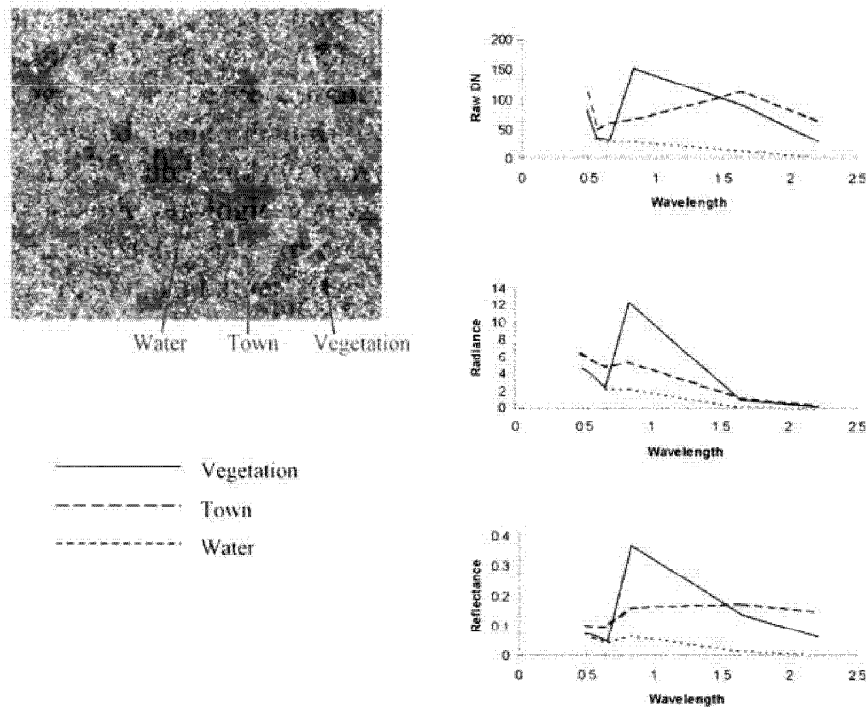 Water Town Vegetation
Vegetation
Town
Water
Raw DN
200
150
100
50
0
0 0.5 1 1.5 2 2.5
Wavelength
Radiance
14
12
10
8
6
4
2
0
0 0.5 1 1.5 2 2.5
Wavelength
Reflectance
0.4
0.3
0.2
0.1
0
0 0.5 1 1.5 2 2.5
Wavelength